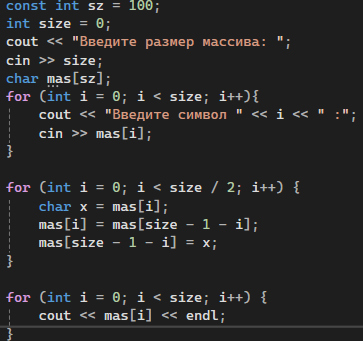 const int sz = 100;
int size = 0;
cout << "Введите размер массива: ";
cin >> size;
char mas[sz];
for (int i = 0; i < size; i++){
    cout << "Введите символ " << i << " :";
    cin >> mas[i];
}

for (int i = 0; i < size / 2; i++) {
    char x = mas[i];
    mas[i] = mas[size - 1 - i];
    mas[size - 1 - i] = x;
}

for (int i = 0; i < size; i++) {
    cout << mas[i] << endl;
}